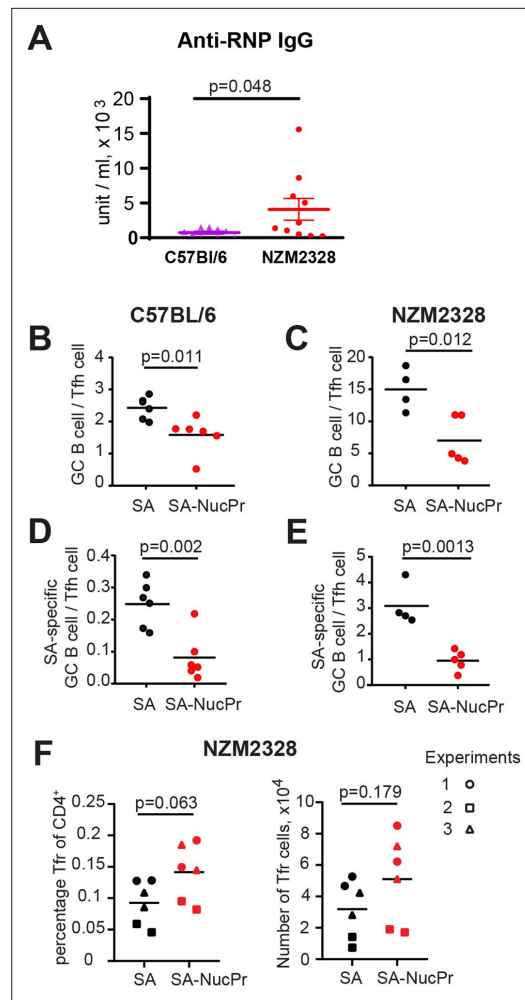 A
Anti-RNP IgG
p=0.048
unit / ml, x 10 3
20
15
10
5
0
C57Bl/6 NZM2328
C57BL/6
NZM2328
B
p=0.011
GC B cell / Tfh cell
4
3
2
1
0
SA SA-NucPr
C
p=0.012
GC B cell / Tfh cell
20
15
10
5
0
SA SA-NucPr
D
p=0.002
SA-specific
GC B cell / Tfh cell
0.4
0.3
0.2
0.1
0.0
SA SA-NucPr
E
p=0.0013
SA-specific
GC B cell / Tfh cell
5
4
3
2
1
0
SA SA-NucPr
NZM2328
F
p=0.063
percentage Tfr of CD4+
0.25
0.2
0.15
0.1
0.05
0
SA SA-NucPr
p=0.179
Number of Tfr cells, x10⁴
10
8
6
4
2
0
SA SA-NucPr
Experiments
1
2
3